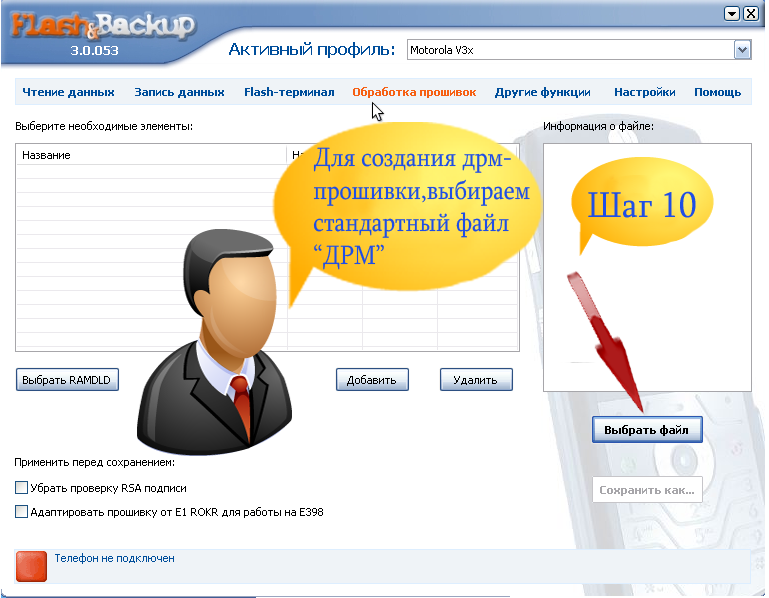 Flash&Backup
3.0.053
Активный профиль: Motorola V3x
Чтение данных Запись данных Flash-терминал Обработка прошивок Другие функции Настройки Помощь
Выберите необходимые элементы: Информация о файле:
Название
Для создания дрм-
прошивки,выбираем
стандартный файл
“ДРМ”
Шаг 10
Выбрать RAMDLD Добавить Удалить
Выбрать файл
Применить перед сохранением:
Убрать проверку RSA подписи
Сохранить как...
Адаптировать прошивку от E1 ROKR для работы на E398
Телефон не подключен